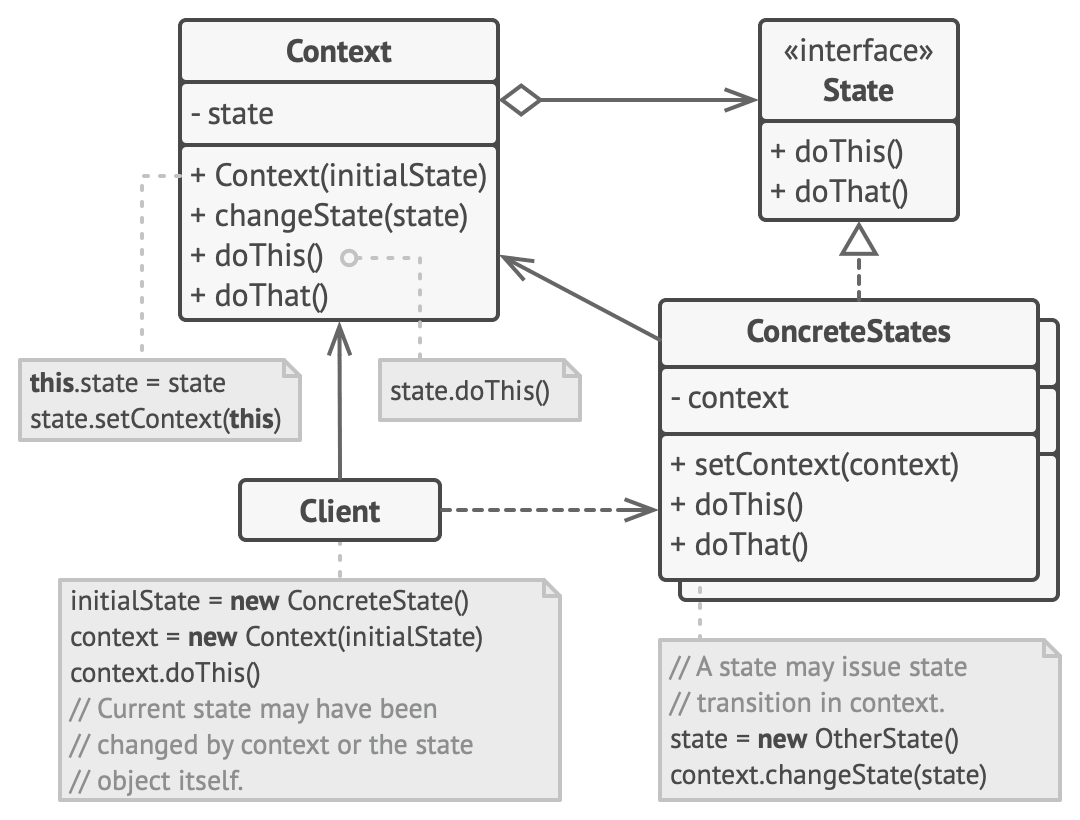 Context
- state
+ Context(initialState)
+ changeState(state)
+ doThis()
+ doThat()
«interface»
State
+ doThis()
+ doThat()
this.state = state
state.setContext(this)
state.doThis()
ConcreteStates
- context
+ setContext(context)
+ doThis()
+ doThat()
Client
initialState = new ConcreteState()
context = new Context(initialState)
context.doThis()
// Current state may have been
// changed by context or the state
// object itself.
// A state may issue state
// transition in context.
state = new OtherState()
context.changeState(state)